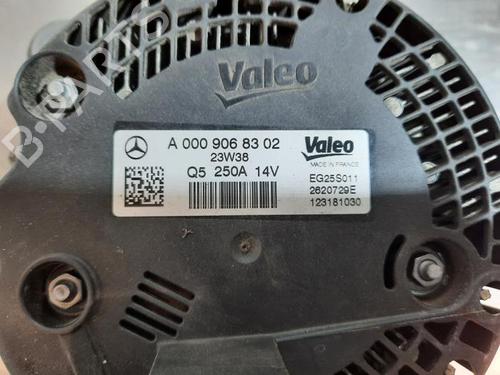 Valeo
A 000 906 83 02
23W38
Q5 250A 14V
Valeo
MADE IN FRANCE
EG25S011
2620729E
123181030
B-PARTS